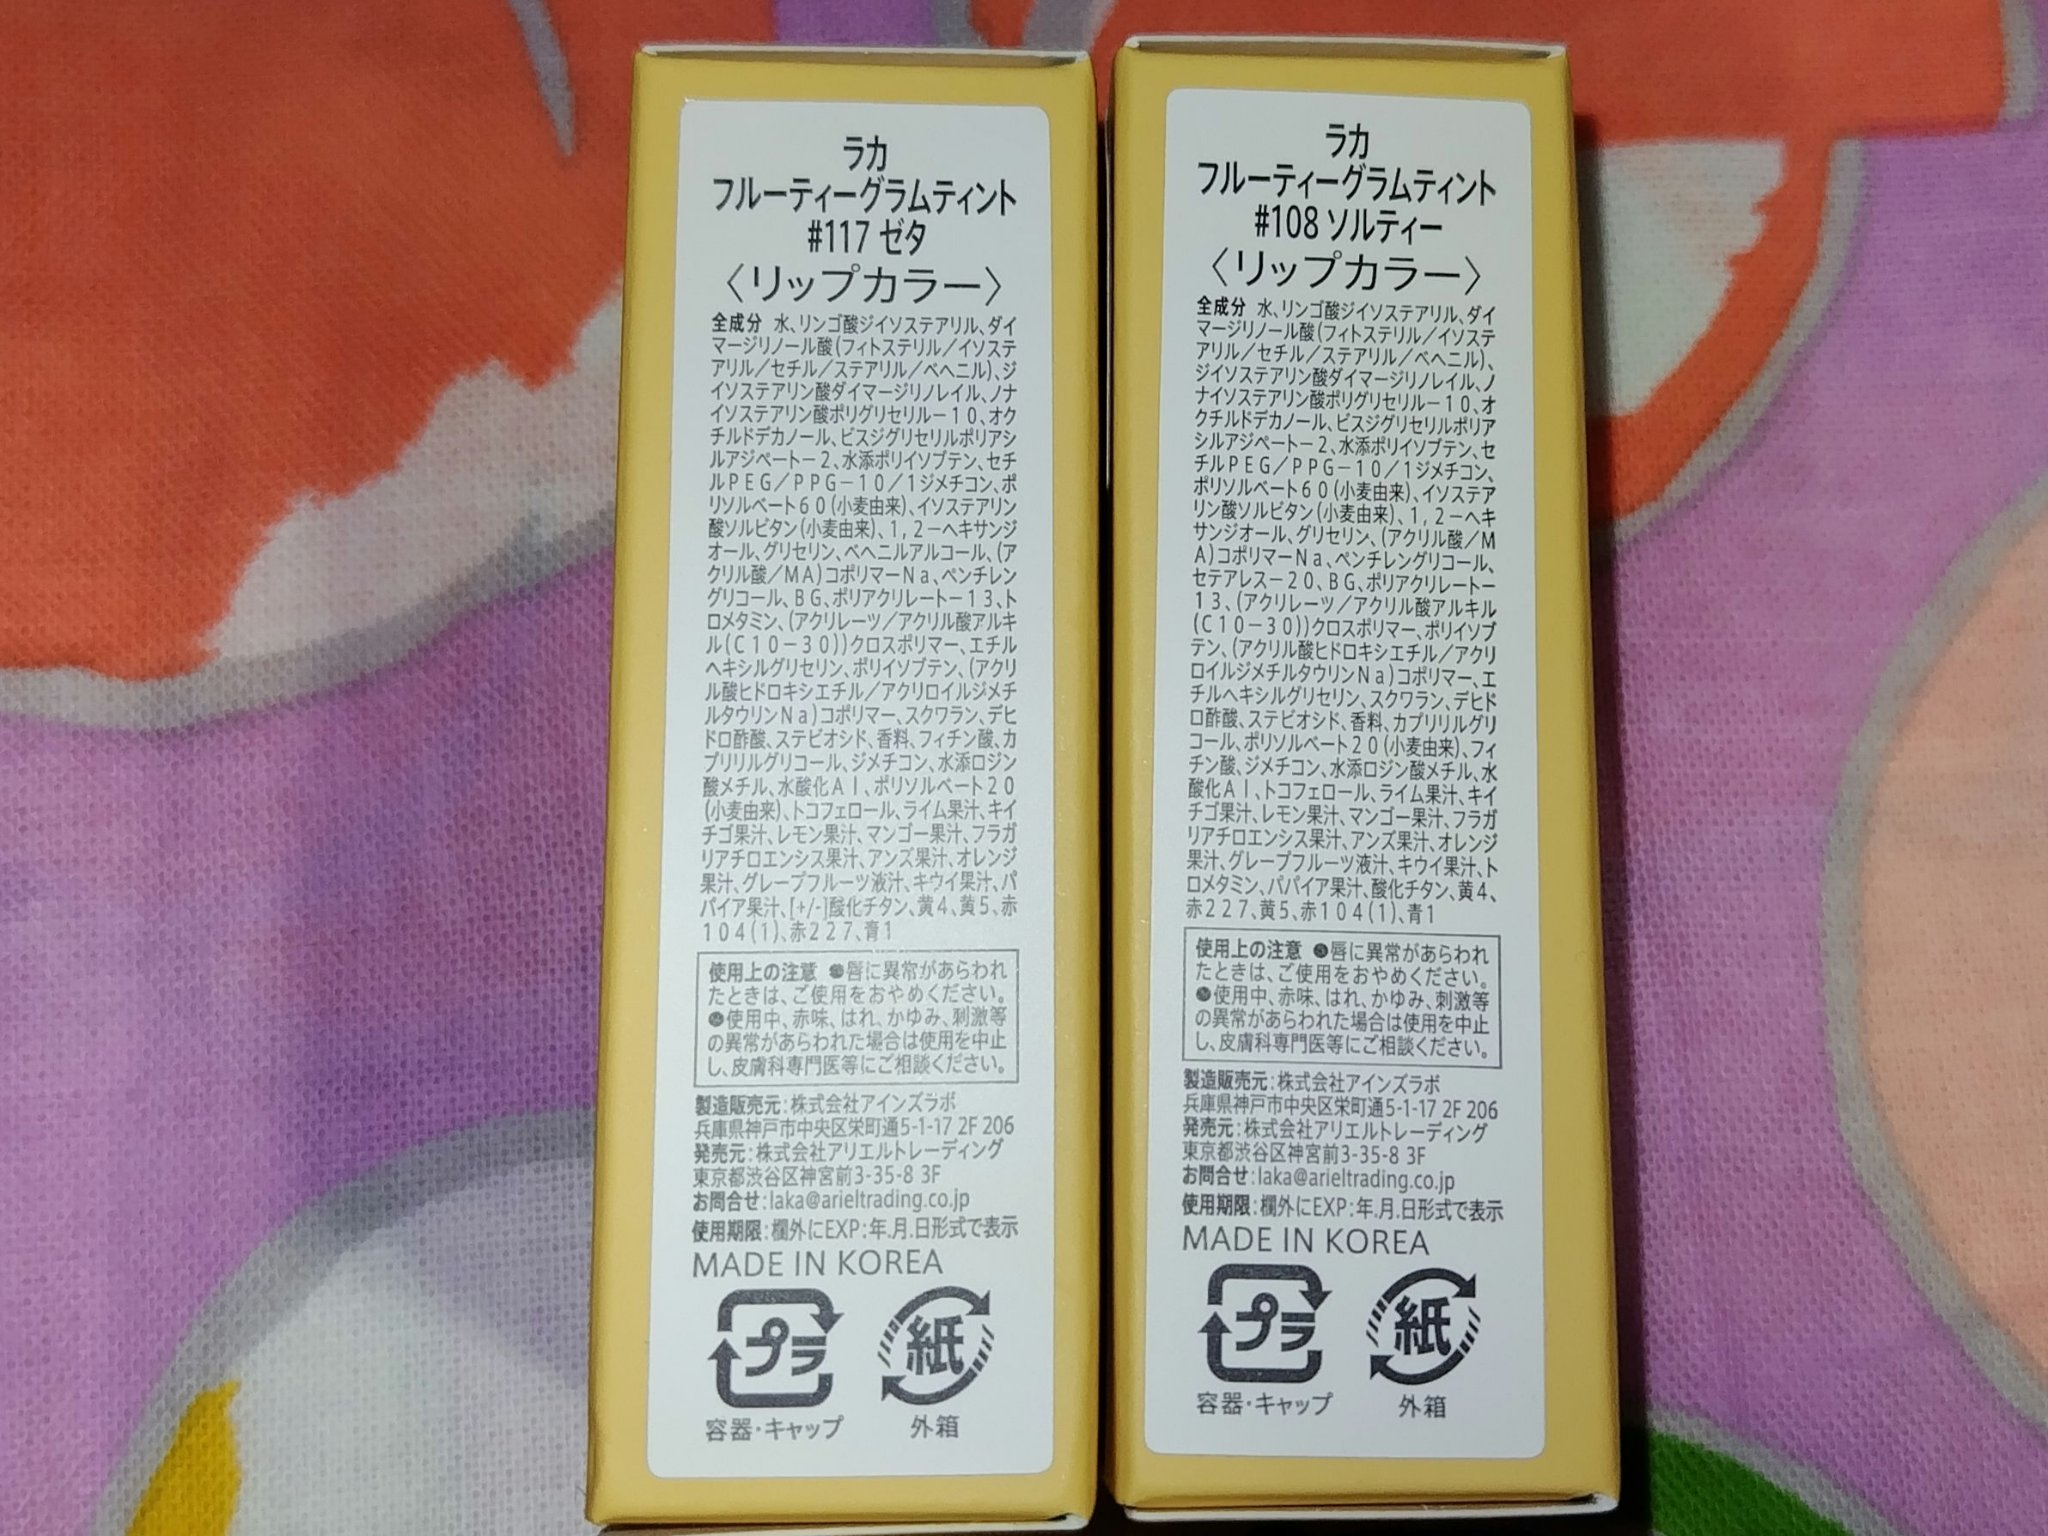 ラカ
フルーティーグラムティント
#117 ゼタ
〈リップカラー〉
全成分 水、リンゴ酸ジイソステアリル、ダイ
マージリノール酸(フィトステリル／イソステ
アリル／セチル／ステアリル／ベヘニル)、ジ
イソステアリン酸ダイマージリノレイル、ノナ
イソステアリン酸ポリグリセリル－10、オク
チルドデカノール、ビスジグリセリルポリアシ
ルアジペート－2、水添ポリイソブテン、セチ
ルPEG／PPG－10／1ジメチコン、ポ
リソルベート60(小麦由来)、イソステアリン
酸ソルビタン(小麦由来)、1，2－ヘキサンジ
オール、グリセリン、ベヘニルアルコール、(ア
クリル酸／MA)コポリマーNa、ペンチレン
グリコール、BG、ポリアクリレート－13、ト
ロメタミン、(アクリレーツ／アクリル酸アルキ
ル(C10－30))クロスポリマー、エチル
ヘキシルグリセリン、ポリイソブテン、(アクリ
ル酸ヒドロキシエチル／アクリロイルジメチ
ルタウリンNa)コポリマー、スクワラン、デヒ
ドロ酢酸、ステビオシド、香料、フィチン酸、カ
プリリルグリコール、ジメチコン、水添ロジン
酸メチル、水酸化Al、ポリソルベート20
(小麦由来)、トコフェロール、ライム果汁、キイ
チゴ果汁、レモン果汁、マンゴー果汁、フラガ
リアチロエンシス果汁、アンズ果汁、オレンジ
果汁、グレープフルーツ液汁、キウイ果汁、パ
パイア果汁、[+/-]酸化チタン、黄4、黄5、赤
104(1)、赤227、青1
使用上の注意 ●唇に異常があらわれ
たときは、ご使用をおやめください。
●使用中、赤味、はれ、かゆみ、刺激等
の異常があらわれた場合は使用を中止
し、皮膚科専門医等にご相談ください。
製造販売元：株式会社アインズラボ
兵庫県神戸市中央区栄町通5-1-17 2F 206
発売元：株式会社アリエルトレーディング
東京都渋谷区神宮前3-35-8 3F
お問合せ：laka@arieltrading.co.jp
使用期限：欄外にEXP：年.月.日形式で表示
MADE IN KOREA
プラ
紙
容器・キャップ
外箱
ラカ
フルーティーグラムティント
#108 ソルティー
〈リップカラー〉
全成分 水、リンゴ酸ジイソステアリル、ダイ
マージリノール酸(フィトステリル／イソステ
アリル／セチル／ステアリル／ベヘニル)、
ジイソステアリン酸ダイマージリノレイル、ノ
ナイソステアリン酸ポリグリセリル－10、オ
クチルドデカノール、ビスジグリセリルポリア
シルアジペート－2、水添ポリイソブテン、セ
チルPEG／PPG－10／1ジメチコン、
ポリソルベート60(小麦由来)、イソステア
リン酸ソルビタン(小麦由来)、1，2－ヘキ
サンジオール、グリセリン、(アクリル酸／M
A)コポリマーNa、ペンチレングリコール、
セテアレス－20、BG、ポリアクリレート－
13、(アクリレーツ／アクリル酸アルキル
(C10－30))クロスポリマー、ポリイソブ
テン、(アクリル酸ヒドロキシエチル／アクリ
ロイルジメチルタウリンNa)コポリマー、エ
チルヘキシルグリセリン、スクワラン、デヒド
ロ酢酸、ステビオシド、香料、カプリリルグリ
コール、ポリソルベート20(小麦由来)、フィ
チン酸、ジメチコン、水添ロジン酸メチル、水
酸化Al、トコフェロール、ライム果汁、キイ
チゴ果汁、レモン果汁、マンゴー果汁、フラガ
リアチロエンシス果汁、アンズ果汁、オレンジ
果汁、グレープフルーツ液汁、キウイ果汁、ト
ロメタミン、パパイア果汁、酸化チタン、黄4、
赤227、黄5、赤104(1)、青1
使用上の注意 ●唇に異常があらわれ
たときは、ご使用をおやめください。
●使用中、赤味、はれ、かゆみ、刺激等
の異常があらわれた場合は使用を中止
し、皮膚科専門医等にご相談ください。
製造販売元：株式会社アインズラボ
兵庫県神戸市中央区栄町通5-1-17 2F 206
発売元：株式会社アリエルトレーディング
東京都渋谷区神宮前3-35-8 3F
お問合せ：laka@arieltrading.co.jp
使用期限：欄外にEXP：年.月.日形式で表示
MADE IN KOREA
プラ
紙
容器・キャップ
外箱